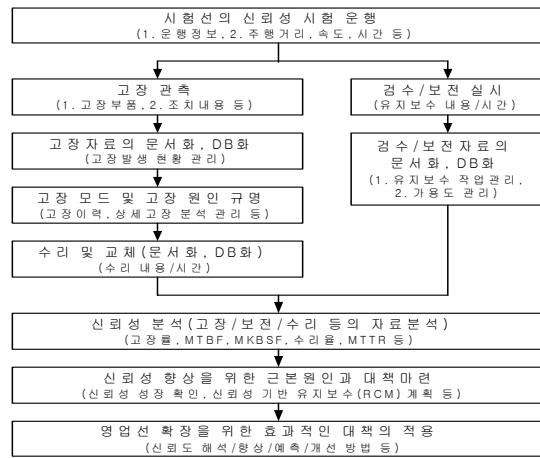 시험선의 신뢰성 시험 운행
(1. 운행정보, 2. 주행거리, 속도, 시간 등)
고장 관측
(1. 고장부품, 2. 조치내용 등)
검수/보전 실시
(유지보수 내용/시간)
고장자료의 문서화, DB화
(고장발생 현황 관리)
검수/보전자료의
문서화, DB화
(1. 유지보수 작업관리,
2. 가용도 관리)
고장 모드 및 고장 원인 규명
(고장이력, 상세고장 분석 관리 등)
수리 및 교체(문서화, DB화)
(수리 내용/시간)
신뢰성 분석(고장/보전/수리 등의 자료분석)
(고장률, MTBF, MKBSF, 수리율, MTTR 등)
신뢰성 향상을 위한 근본원인과 대책마련
(신뢰성 성장 확인, 신뢰성 기반 유지보수(RCM) 계획 등)
영업선 확장을 위한 효과적인 대책의 적용
(신뢰도 해석/향상/예측/개선 방법 등)